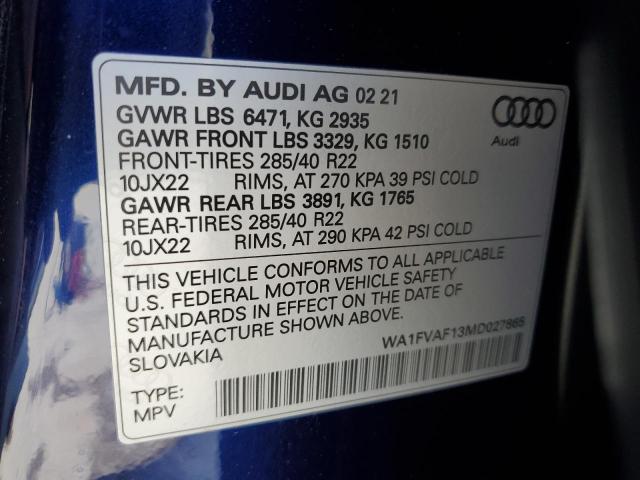 MFD. BY AUDI AG 02 21
GVWR LBS 6471, KG 2935
GAWR FRONT LBS 3329, KG 1510
FRONT-TIRES 285/40 R22
10JX22 RIMS, AT 270 KPA 39 PSI COLD
GAWR REAR LBS 3891, KG 1765
REAR-TIRES 285/40 R22
10JX22 RIMS, AT 290 KPA 42 PSI COLD
Audi
THIS VEHICLE CONFORMS TO ALL APPLICABLE
U.S. FEDERAL MOTOR VEHICLE SAFETY
STANDARDS IN EFFECT ON THE DATE OF
MANUFACTURE SHOWN ABOVE.
SLOVAKIA
WA1FVAF13MD027865
TYPE:
MPV